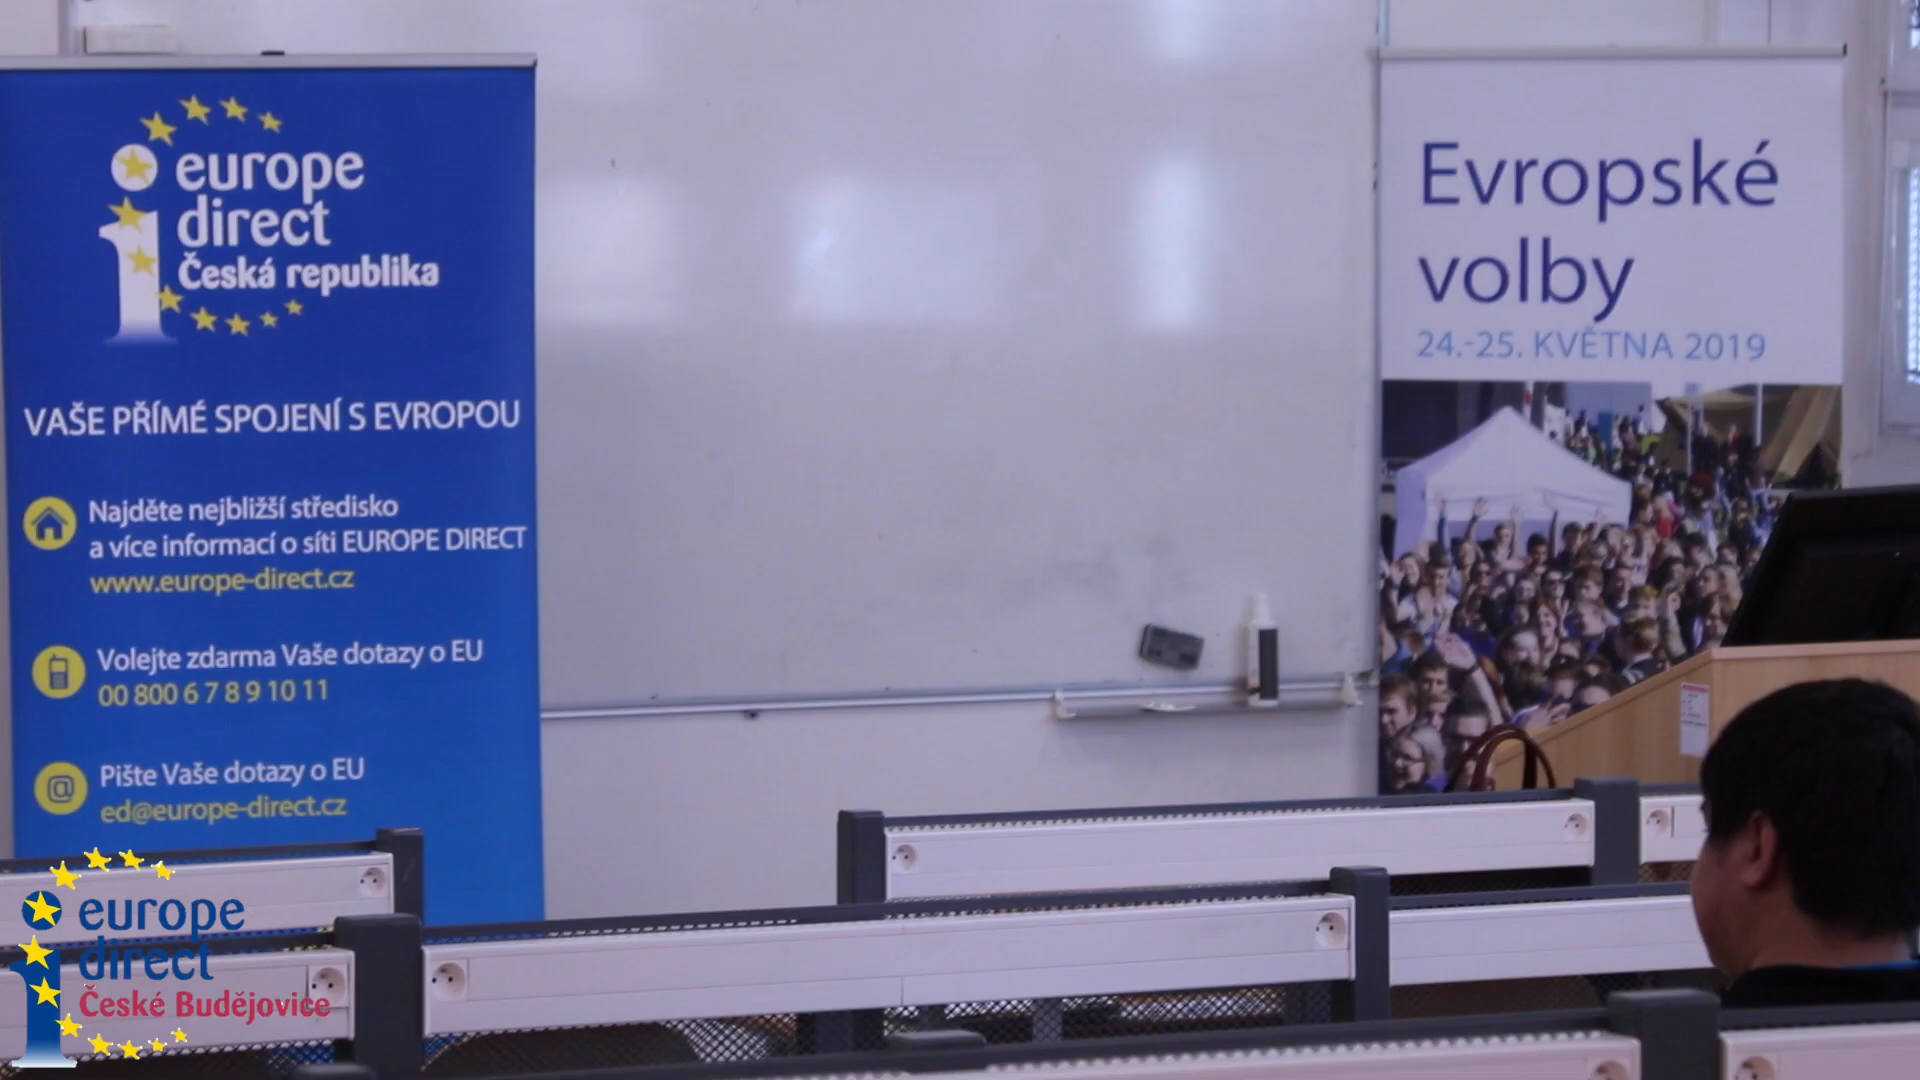 europe
direct
Česká republika
VAŠE PŘÍMÉ SPOJENÍ S EVROPOU
Najděte nejbližší středisko
a více informací o síti EUROPE DIRECT
www.europe-direct.cz
Volejte zdarma Vaše dotazy o EU
00 800 6 7 8 9 10 11
Pište Vaše dotazy o EU
ed@europe-direct.cz
Evropské
volby
24.-25. KVĚTNA 2019
europe
direct
České Budějovice